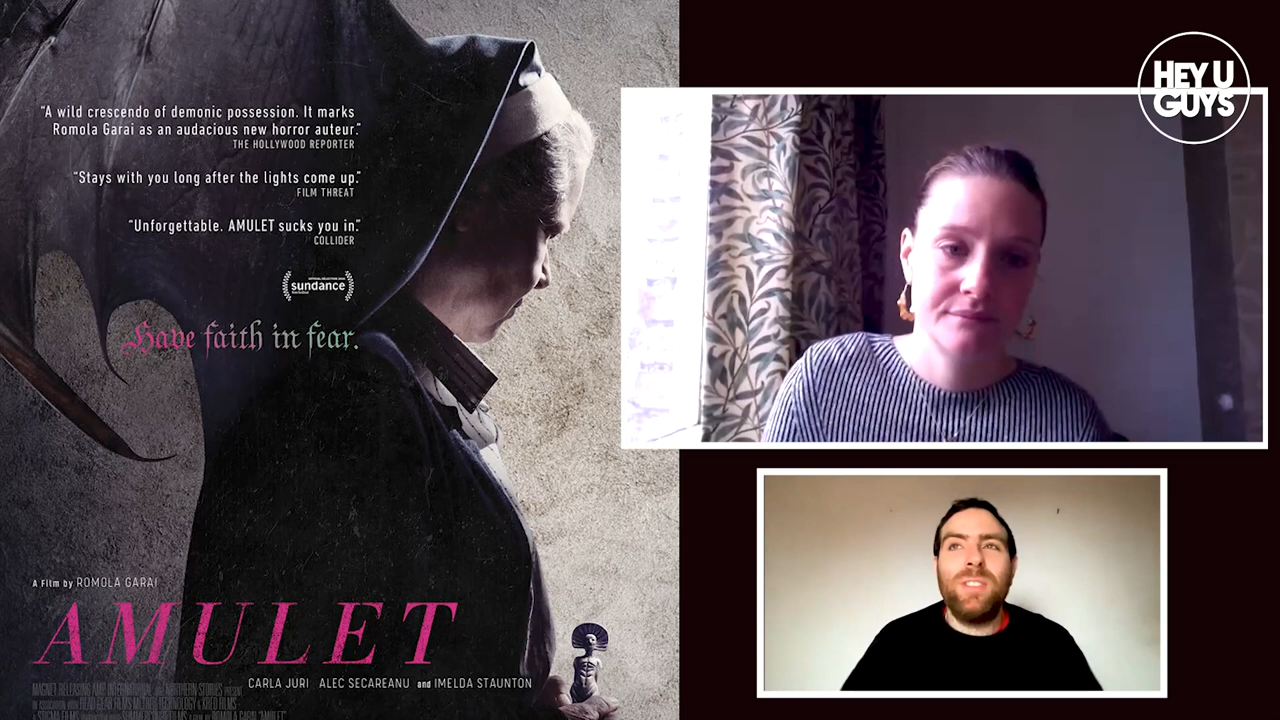 “A wild crescendo of demonic possession. It marks
Romola Garai as an audacious new horror auteur.”
THE HOLLYWOOD REPORTER
“Stays with you long after the lights come up.”
FILM THREAT
“Unforgettable. AMULET sucks you in.”
COLLIDER
sundance
Have faith in fear.
A Film by ROMOLA GARAI
AMULET
CARLA JURI ALEC SECAREANU and IMELDA STAUNTON
HEY U
GUYS